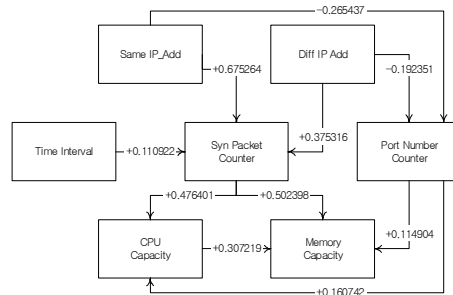 −0.265437
Same IP_Add
Diff IP Add
+0.675264
−0.192351
+0.375316
Time Interval
+0.110922
Syn Packet
Counter
Port Number
Counter
+0.476401
+0.502398
+0.114904
CPU
Capacity
+0.307219
Memory
Capacity
+0.160742